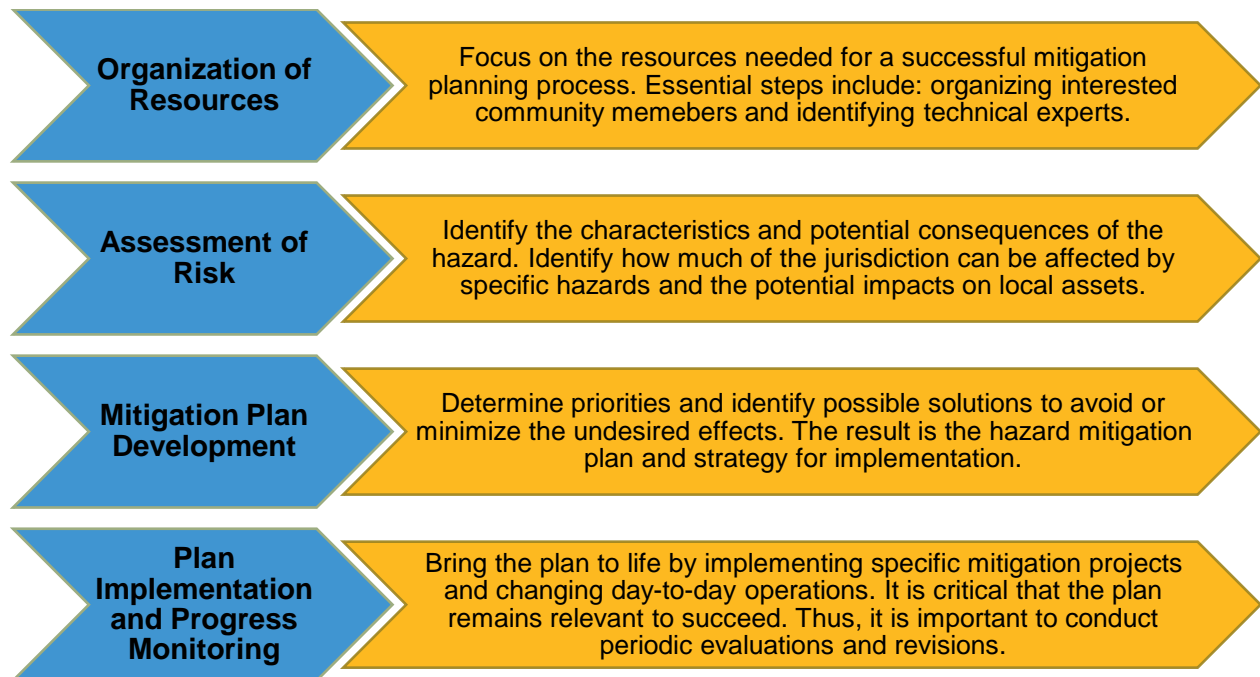 Organization of
Resources
Focus on the resources needed for a successful mitigation
planning process. Essential steps include: organizing interested
community memebers and identifying technical experts.
Assessment of
Risk
Identify the characteristics and potential consequences of the
hazard. Identify how much of the jurisdiction can be affected by
specific hazards and the potential impacts on local assets.
Mitigation Plan
Development
Determine priorities and identify possible solutions to avoid or
minimize the undesired effects. The result is the hazard mitigation
plan and strategy for implementation.
Plan
Implementation
and Progress
Monitoring
Bring the plan to life by implementing specific mitigation projects
and changing day-to-day operations. It is critical that the plan
remains relevant to succeed. Thus, it is important to conduct
periodic evaluations and revisions.